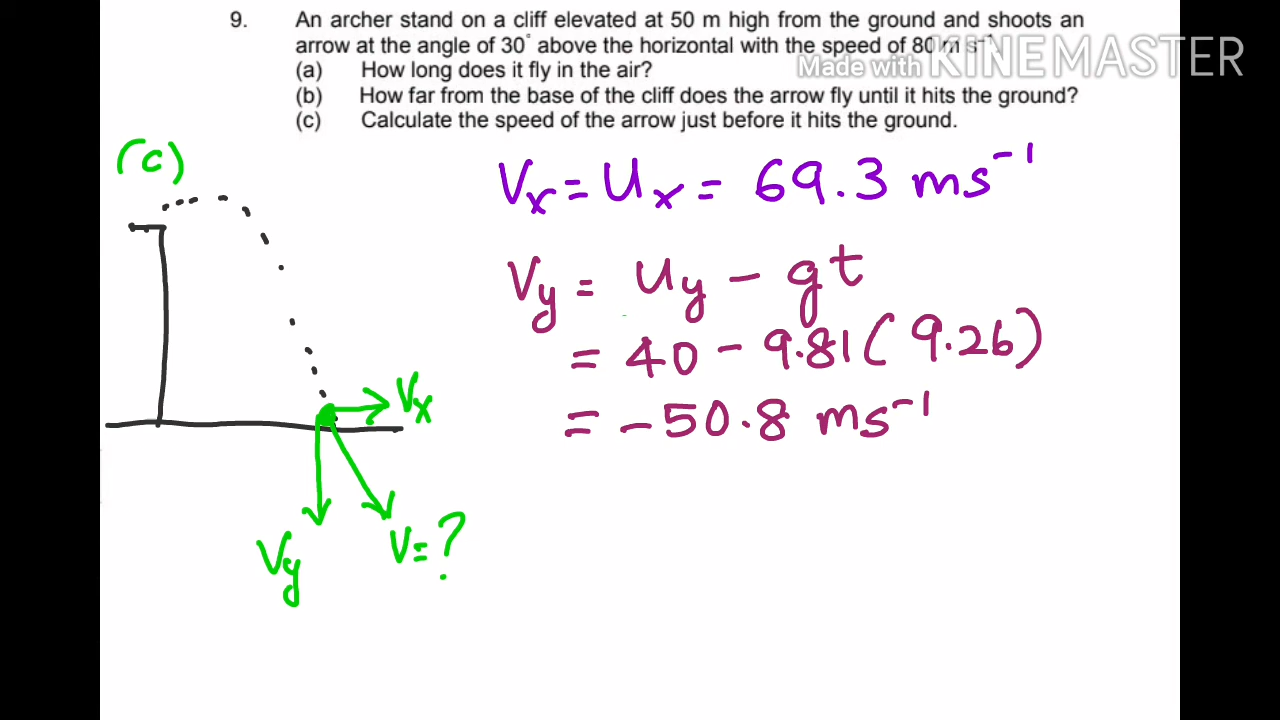 9. An archer stand on a cliff elevated at 50 m high from the ground and shoots an
arrow at the angle of 30° above the horizontal with the speed of 80 m s⁻¹.
Made with KINEMASTER
(a) How long does it fly in the air?
(b) How far from the base of the cliff does the arrow fly until it hits the ground?
(c) Calculate the speed of the arrow just before it hits the ground.
(c)
Vx = Ux = 69.3 ms⁻¹
Vy = Uy - gt
= 40 - 9.81 (9.26)
= -50.8 ms⁻¹
Vx
Vy
V = ?